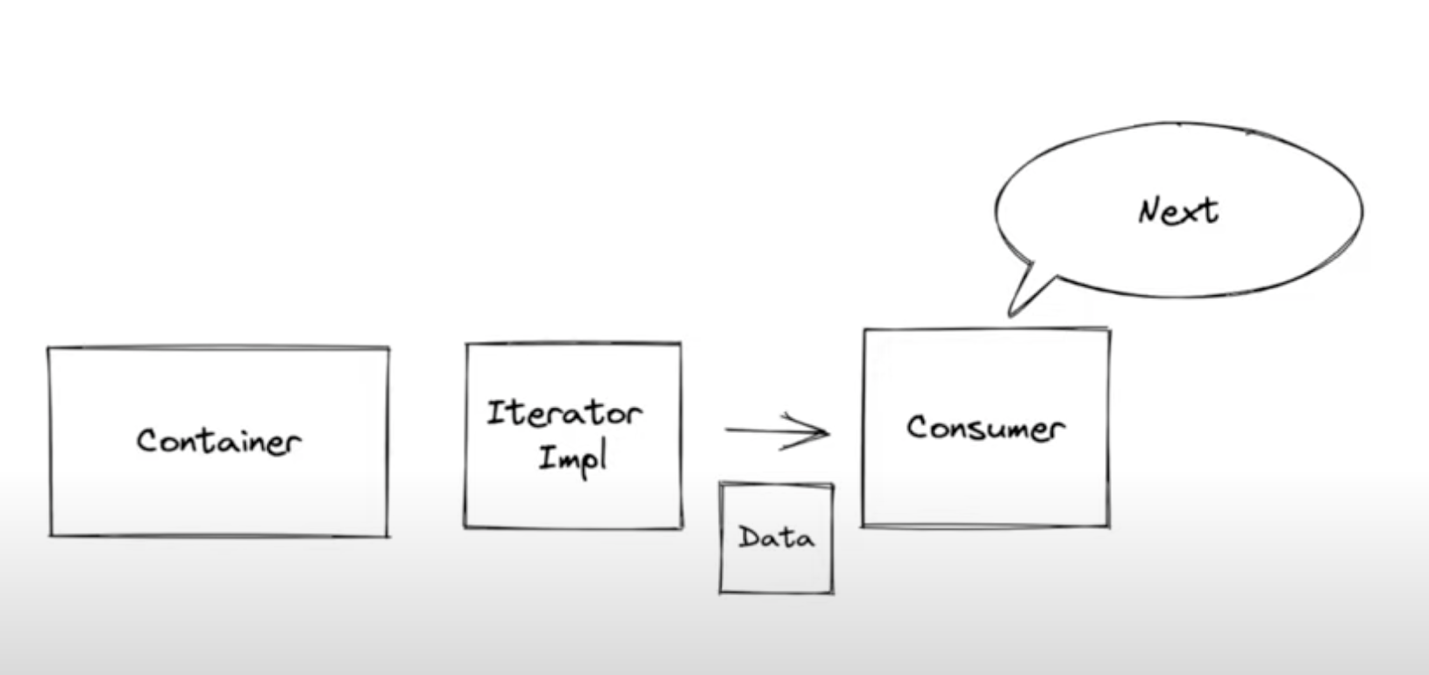 Next
Container
Iterator
Impl
Consumer
Data